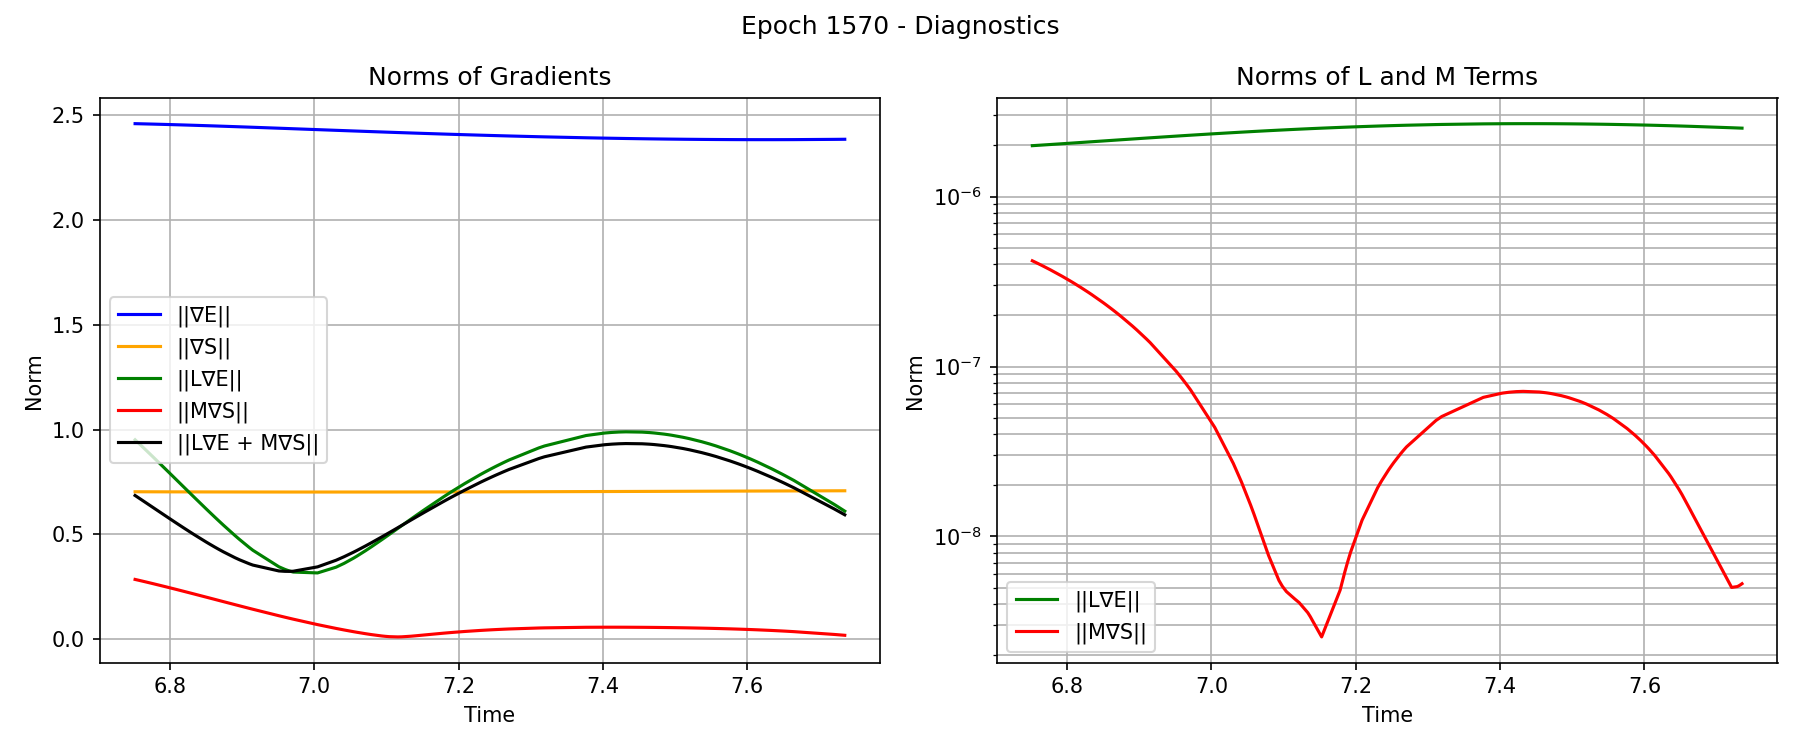 Epoch 1570 - Diagnostics
Norms of Gradients
Norm
2.5
2.0
1.5
1.0
0.5
0.0
||∇E||
||∇S||
||L∇E||
||M∇S||
||L∇E + M∇S||
6.8 7.0 7.2 7.4 7.6
Time
Norms of L and M Terms
Norm
10⁻⁶
10⁻⁷
10⁻⁸
||L∇E||
||M∇S||
6.8 7.0 7.2 7.4 7.6
Time